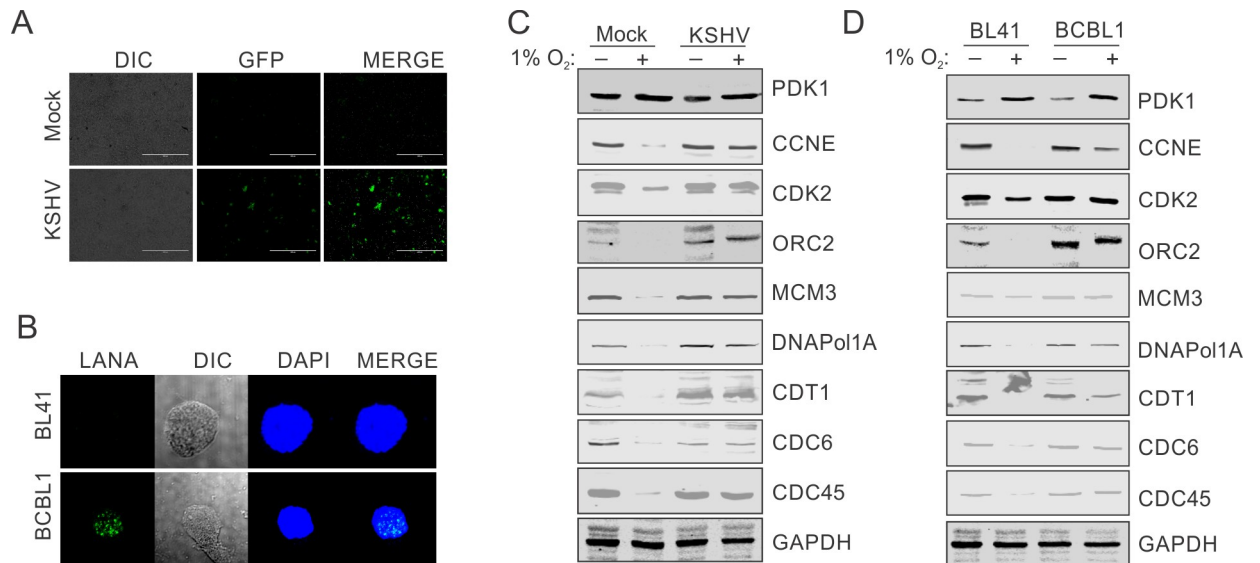 A
DIC GFP MERGE
Mock
KSHV
B
LANA DIC DAPI MERGE
BL41
BCBL1
C
Mock KSHV
1% O₂: – + – +
PDK1
CCNE
CDK2
ORC2
MCM3
DNAPol1A
CDT1
CDC6
CDC45
GAPDH
D
BL41 BCBL1
1% O₂: – + – +
PDK1
CCNE
CDK2
ORC2
MCM3
DNAPol1A
CDT1
CDC6
CDC45
GAPDH